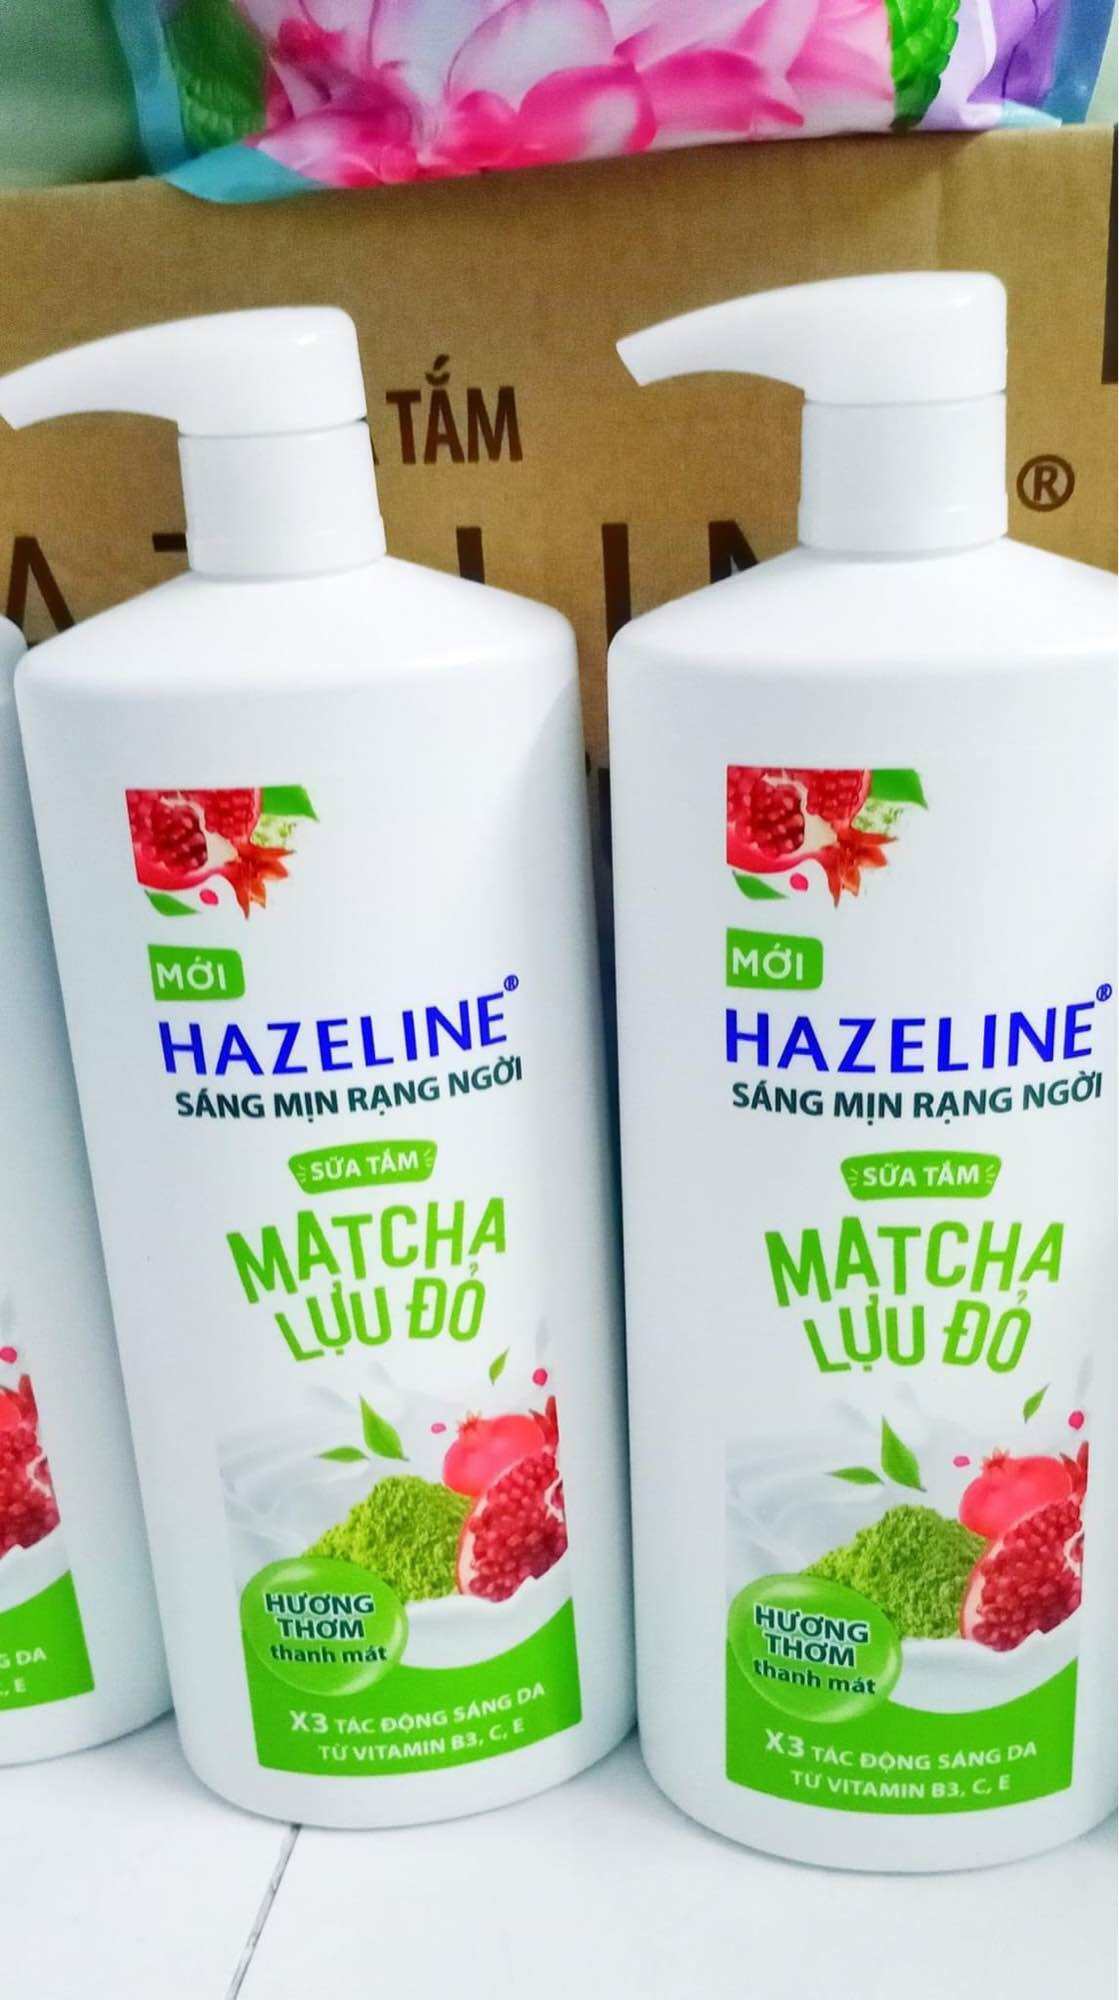 TẮM
®
MỚI
HAZELINE®
SÁNG MỊN RẠNG NGỜI
SỮA TẮM
MATCHA
LỰU ĐỎ
HƯƠNG
THƠM
thanh mát
X3 TÁC ĐỘNG SÁNG DA
TỪ VITAMIN B3, C, E
MỚI
HAZELINE®
SÁNG MỊN RẠNG NGỜI
SỮA TẮM
MATCHA
LỰU ĐỎ
HƯƠNG
THƠM
thanh mát
X3 TÁC ĐỘNG SÁNG DA
TỪ VITAMIN B3, C, E
DA
, E